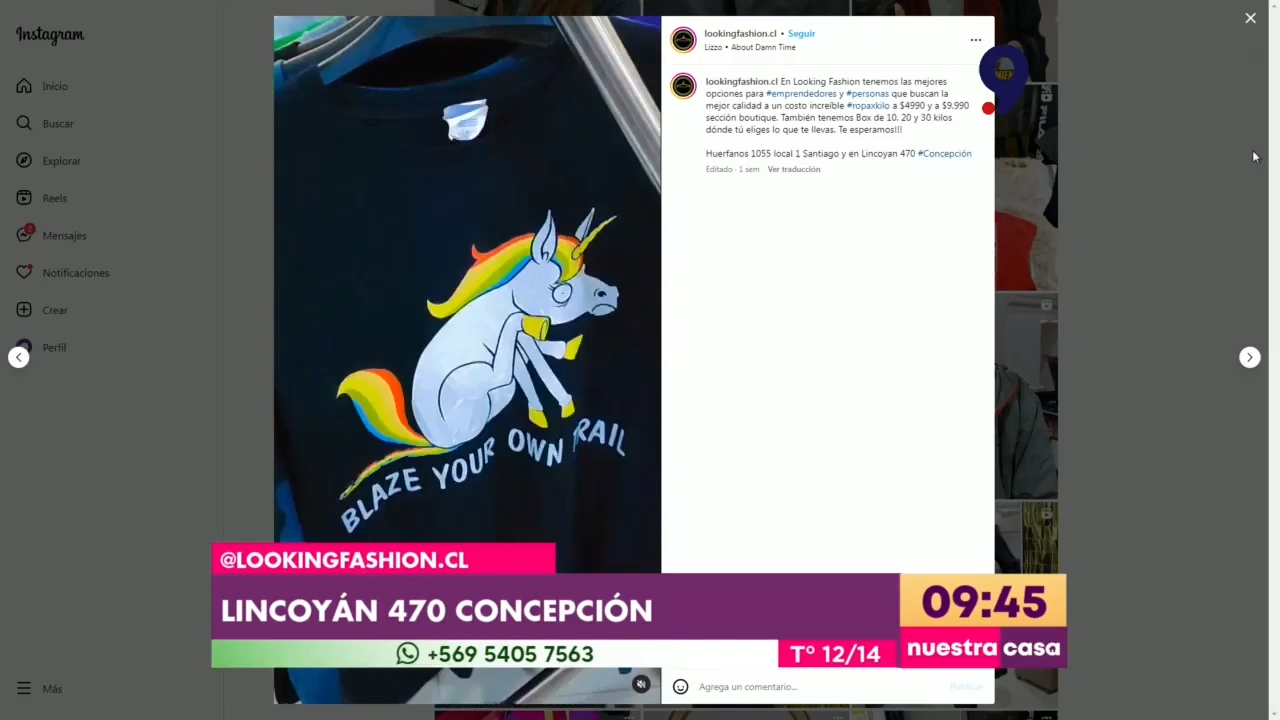 Instagram
Inicio
Buscar
Explorar
Reels
Mensajes
Notificaciones
Crear
Perfil
Más
BLAZE YOUR OWN TRAIL
lookingfashion.cl • Seguir
Lizzo • About Damn Time
lookingfashion.cl En Looking Fashion tenemos las mejores
opciones para #emprendedores y #personas que buscan la
mejor calidad a un costo increíble #ropaxkilo a $4990 y a $9.990
sección boutique. También tenemos Box de 10, 20 y 30 kilos
dónde tú eliges lo que te llevas. Te esperamos!!!
Huerfanos 1055 local 1 Santiago y en Lincoyan 470 #Concepción
Editado · 1 sem Ver traducción
FILA
@LOOKINGFASHION.CL
LINCOYÁN 470 CONCEPCIÓN
+569 5405 7563
T° 12/14
09:45
nuestra casa
Agrega un comentario...
Publicar